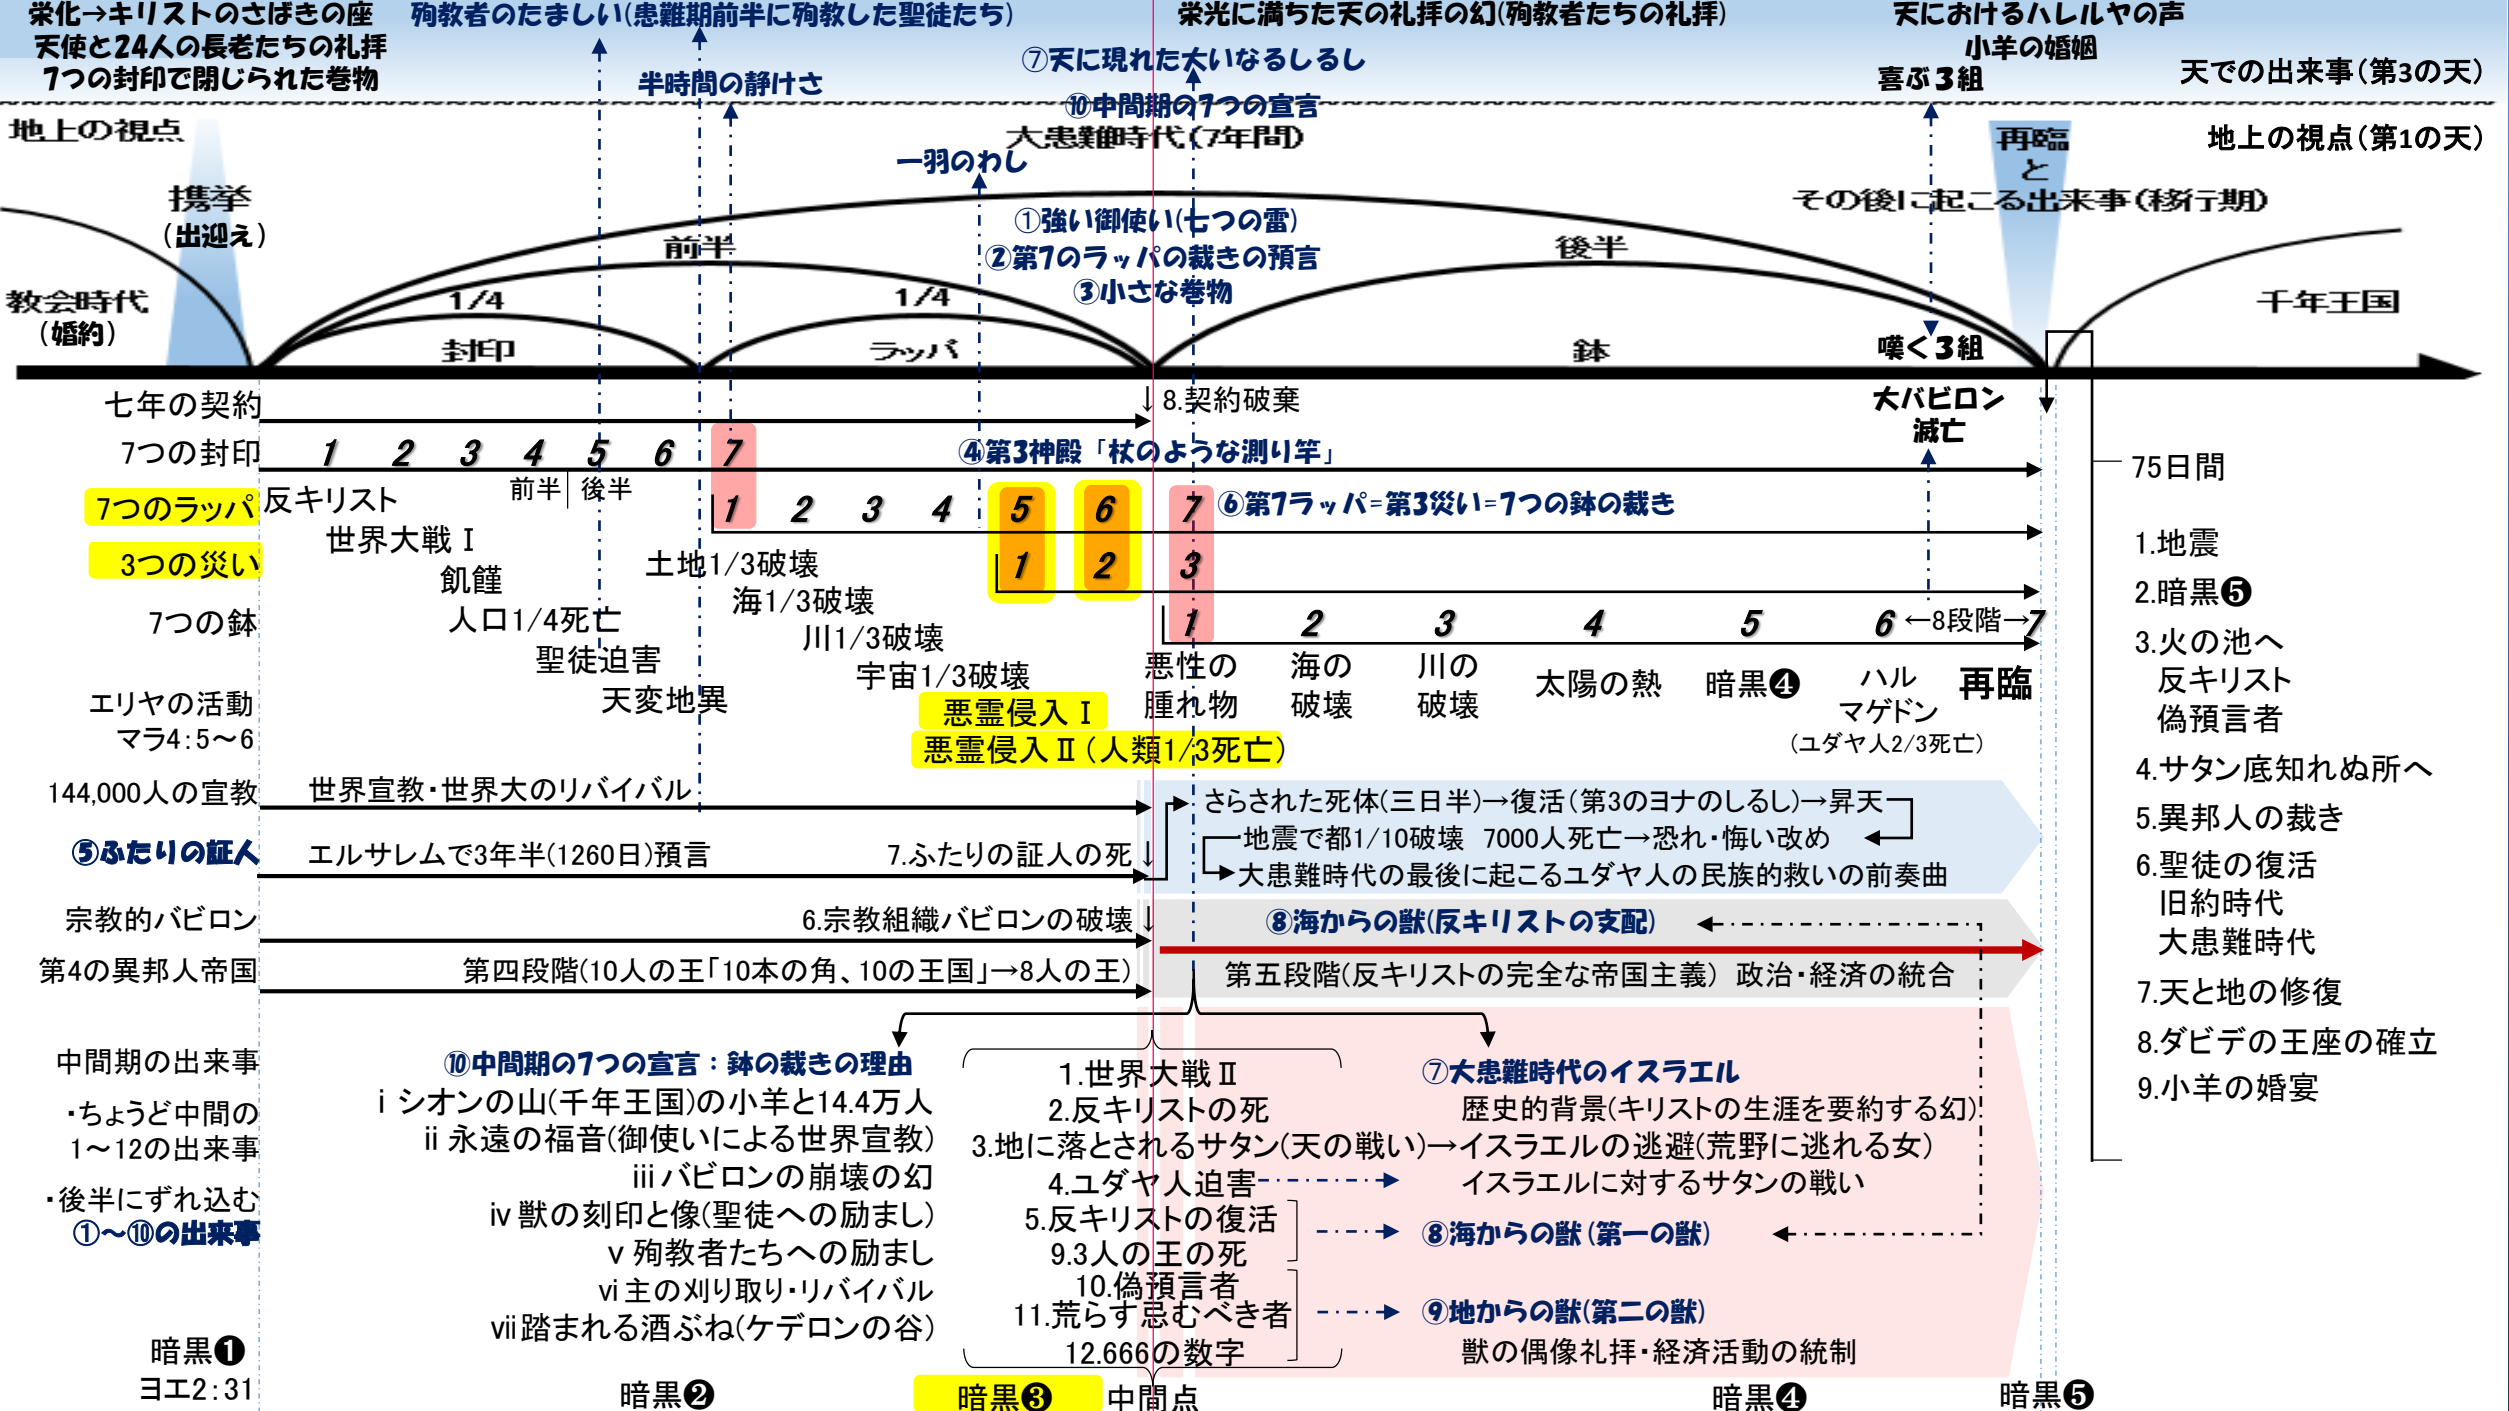 栄化→キリストのさばきの座
天使と24人の長老たちの礼拝
7つの封印で閉じられた巻物
殉教者のたましい(患難期前半に殉教した聖徒たち)
半時間の静けさ
栄光に満ちた天の礼拝の幻(殉教者たちの礼拝)
⑦天に現れた大いなるしるし
⑩中間期の7つの宣言
天におけるハレルヤの声
小羊の婚姻
喜ぶ3組
天での出来事(第3の天)
地上の視点
大患難時代(7年間)
地上の視点(第1の天)
一羽のわし
携挙
(出迎え)
再臨
と
その後に起こる出来事(移行期)
①強い御使い(七つの雷)
②第7のラッパの裁きの預言
③小さな巻物
前半
後半
教会時代
(婚約)
1/4
1/4
千年王国
封印
ラッパ
鉢
嘆く3組
七年の契約
↓8.契約破棄
大バビロン
滅亡
7つの封印
1 2 3 4 5 6 7
④第3神殿「杖のような測り竿」
前半
後半
75日間
7つのラッパ
1 2 3 4 5 6 7
⑥第7ラッパ=第3災い=7つの鉢の裁き
反キリスト
世界大戦Ⅰ
飢饉
人口1/4死亡
聖徒迫害
天変地異
3つの災い
1 2 3
土地1/3破壊
海1/3破壊
川1/3破壊
宇宙1/3破壊
悪霊侵入Ⅰ
悪霊侵入Ⅱ(人類1/3死亡)
7つの鉢
1 2 3 4 5 6 ←8段階→7
悪性の
腫れ物
海の
破壊
川の
破壊
太陽の熱
暗黒❹
ハル
マゲドン
(ユダヤ人2/3死亡)
再臨
1.地震
2.暗黒❺
3.火の池へ
反キリスト
偽預言者
4.サタン底知れぬ所へ
5.異邦人の裁き
6.聖徒の復活
旧約時代
大患難時代
7.天と地の修復
8.ダビデの王座の確立
9.小羊の婚宴
エリヤの活動
マラ4:5～6
144,000人の宣教
世界宣教・世界大のリバイバル
さらされた死体(三日半)→復活(第3のヨナのしるし)→昇天
地震で都1/10破壊 7000人死亡→恐れ・悔い改め
大患難時代の最後に起こるユダヤ人の民族的救いの前奏曲
⑤ふたりの証人
エルサレムで3年半(1260日)預言
7.ふたりの証人の死↓
宗教的バビロン
6.宗教組織バビロンの破壊↓
⑧海からの獣(反キリストの支配)
第4の異邦人帝国
第四段階(10人の王「10本の角、10の王国」→8人の王)
第五段階(反キリストの完全な帝国主義) 政治・経済の統合
中間期の出来事
・ちょうど中間の
1～12の出来事
・後半にずれ込む
①～⑩の出来事
⑩中間期の7つの宣言：鉢の裁きの理由
ⅰ シオンの山(千年王国)の小羊と14.4万人
ⅱ 永遠の福音(御使いによる世界宣教)
ⅲ バビロンの崩壊の幻
ⅳ 獣の刻印と像(聖徒への励まし)
ⅴ 殉教者たちへの励まし
ⅵ 主の刈り取り・リバイバル
ⅶ 踏まれる酒ぶね(ケデロンの谷)
1.世界大戦Ⅱ
2.反キリストの死
3.地に落とされるサタン(天の戦い)→イスラエルの逃避(荒野に逃れる女)
4.ユダヤ人迫害
5.反キリストの復活
9.3人の王の死
10.偽預言者
11.荒らす忌むべき者
12.666の数字
⑦大患難時代のイスラエル
歴史的背景(キリストの生涯を要約する幻)
イスラエルに対するサタンの戦い
⑧海からの獣(第一の獣)
⑨地からの獣(第二の獣)
獣の偶像礼拝・経済活動の統制
暗黒❶
ヨエ2:31
暗黒❷
暗黒❸
中間点
暗黒❹
暗黒❺